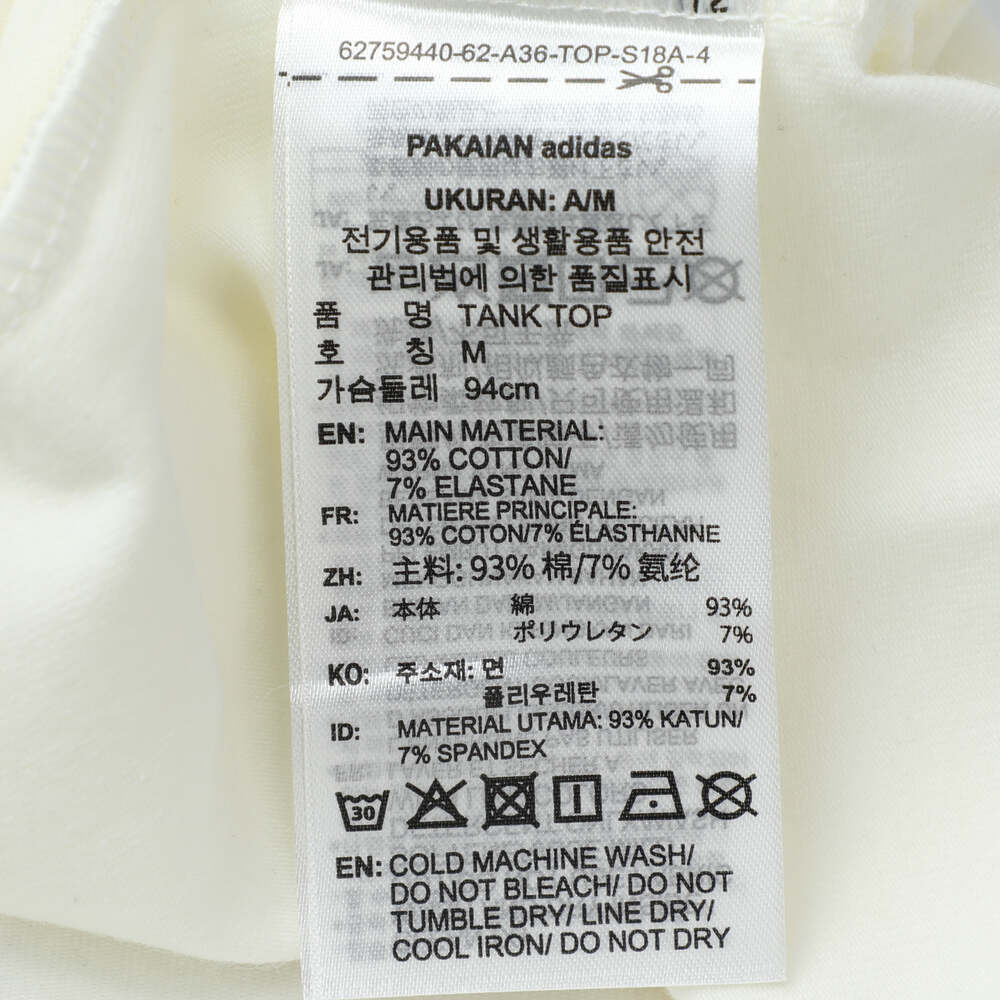 62759440-62-A36-TOP-S18A-4
PAKAIAN adidas
UKURAN: A/M
전기용품 및 생활용품 안전
관리법에 의한 품질표시
품 명 TANK TOP
호 칭 M
가슴둘레 94cm
EN: MAIN MATERIAL:
93% COTTON/
7% ELASTANE
FR: MATIERE PRINCIPALE:
93% COTON/7% ÉLASTHANNE
ZH: 主料: 93% 棉/7% 氨纶
JA: 本体 綿 93%
ポリウレタン 7%
KO: 주소재: 면 93%
폴리우레탄 7%
ID: MATERIAL UTAMA: 93% KATUN/
7% SPANDEX
30
EN: COLD MACHINE WASH/
DO NOT BLEACH/ DO NOT
TUMBLE DRY/ LINE DRY/
COOL IRON/ DO NOT DRY